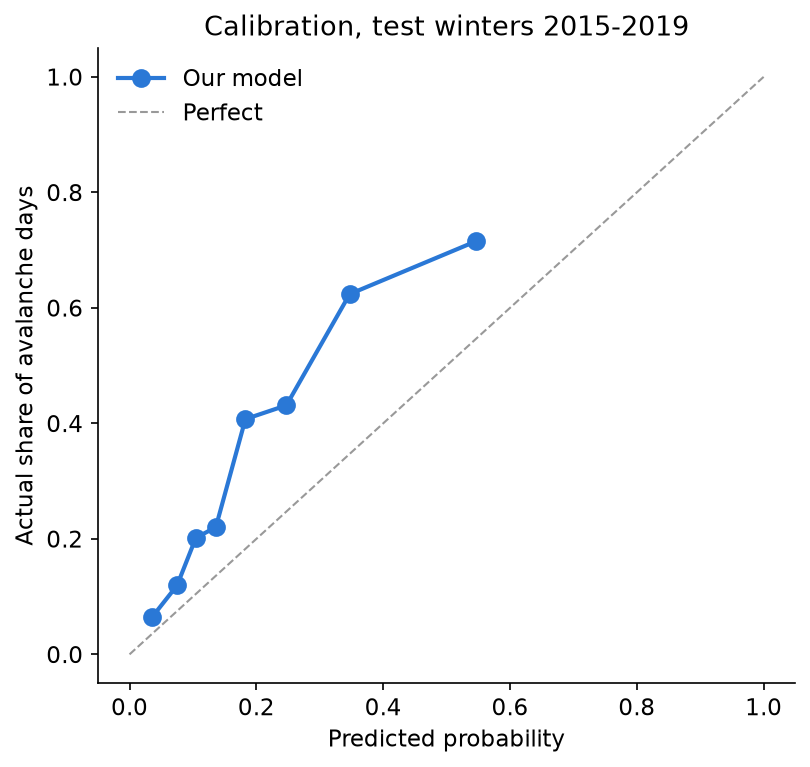 Calibration, test winters 2015-2019
Our model
Perfect
Actual share of avalanche days
1.0
0.8
0.6
0.4
0.2
0.0
0.0 0.2 0.4 0.6 0.8 1.0
Predicted probability